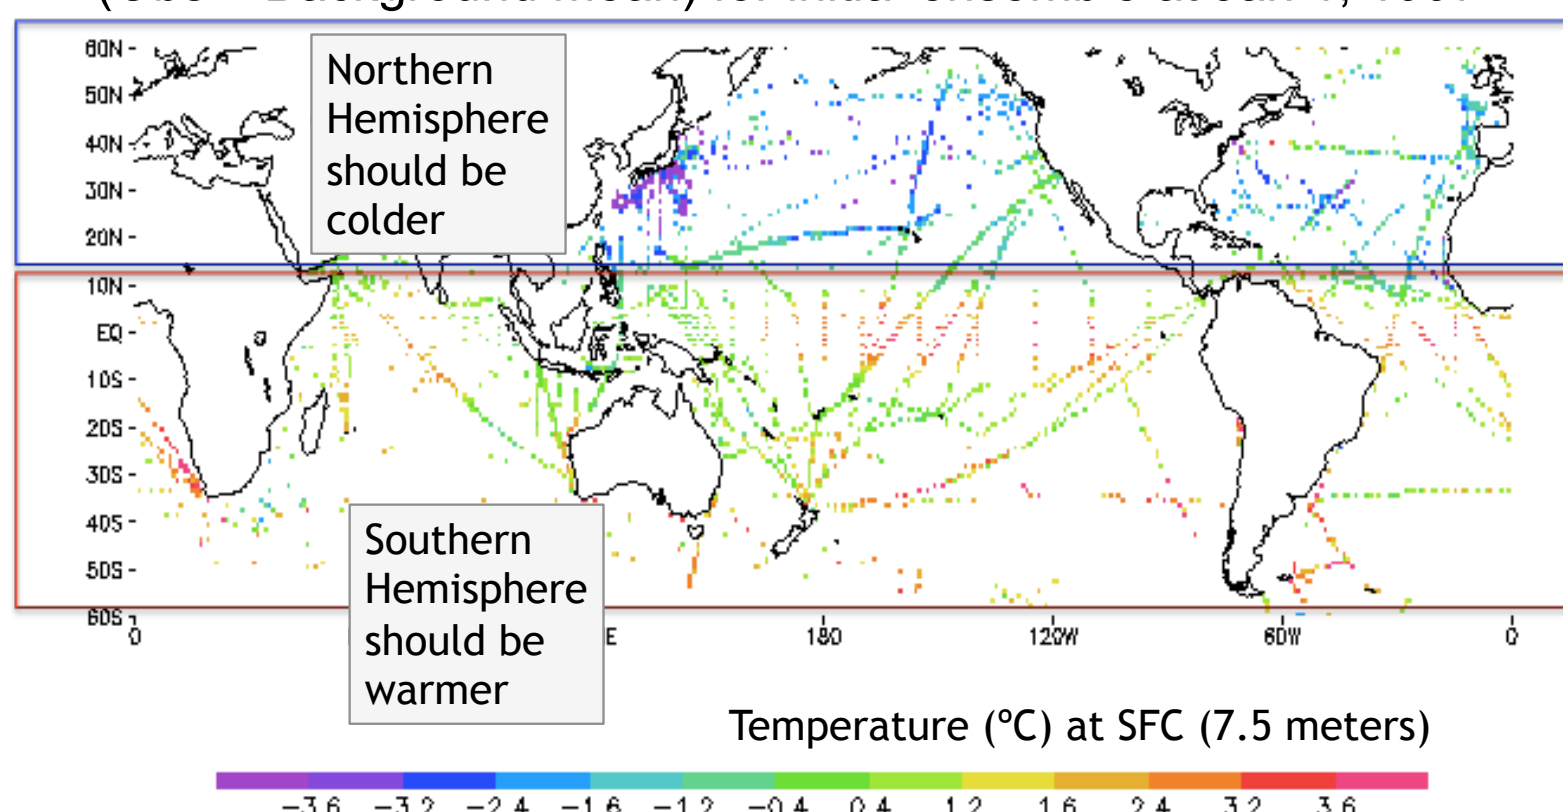 Northern
Hemisphere
should be
colder
60N
50N
40N
30N
20N
10N
EQ
10S
20S
30S
40S
50S
60S
Southern
Hemisphere
should be
warmer
0
E
180
120W
60W
0
Temperature (ºC) at SFC (7.5 meters)
−3.6 −3.2 −2.4 −1.6 −1.2 −0.4 0.4 1.2 1.6 2.4 3.2 3.6